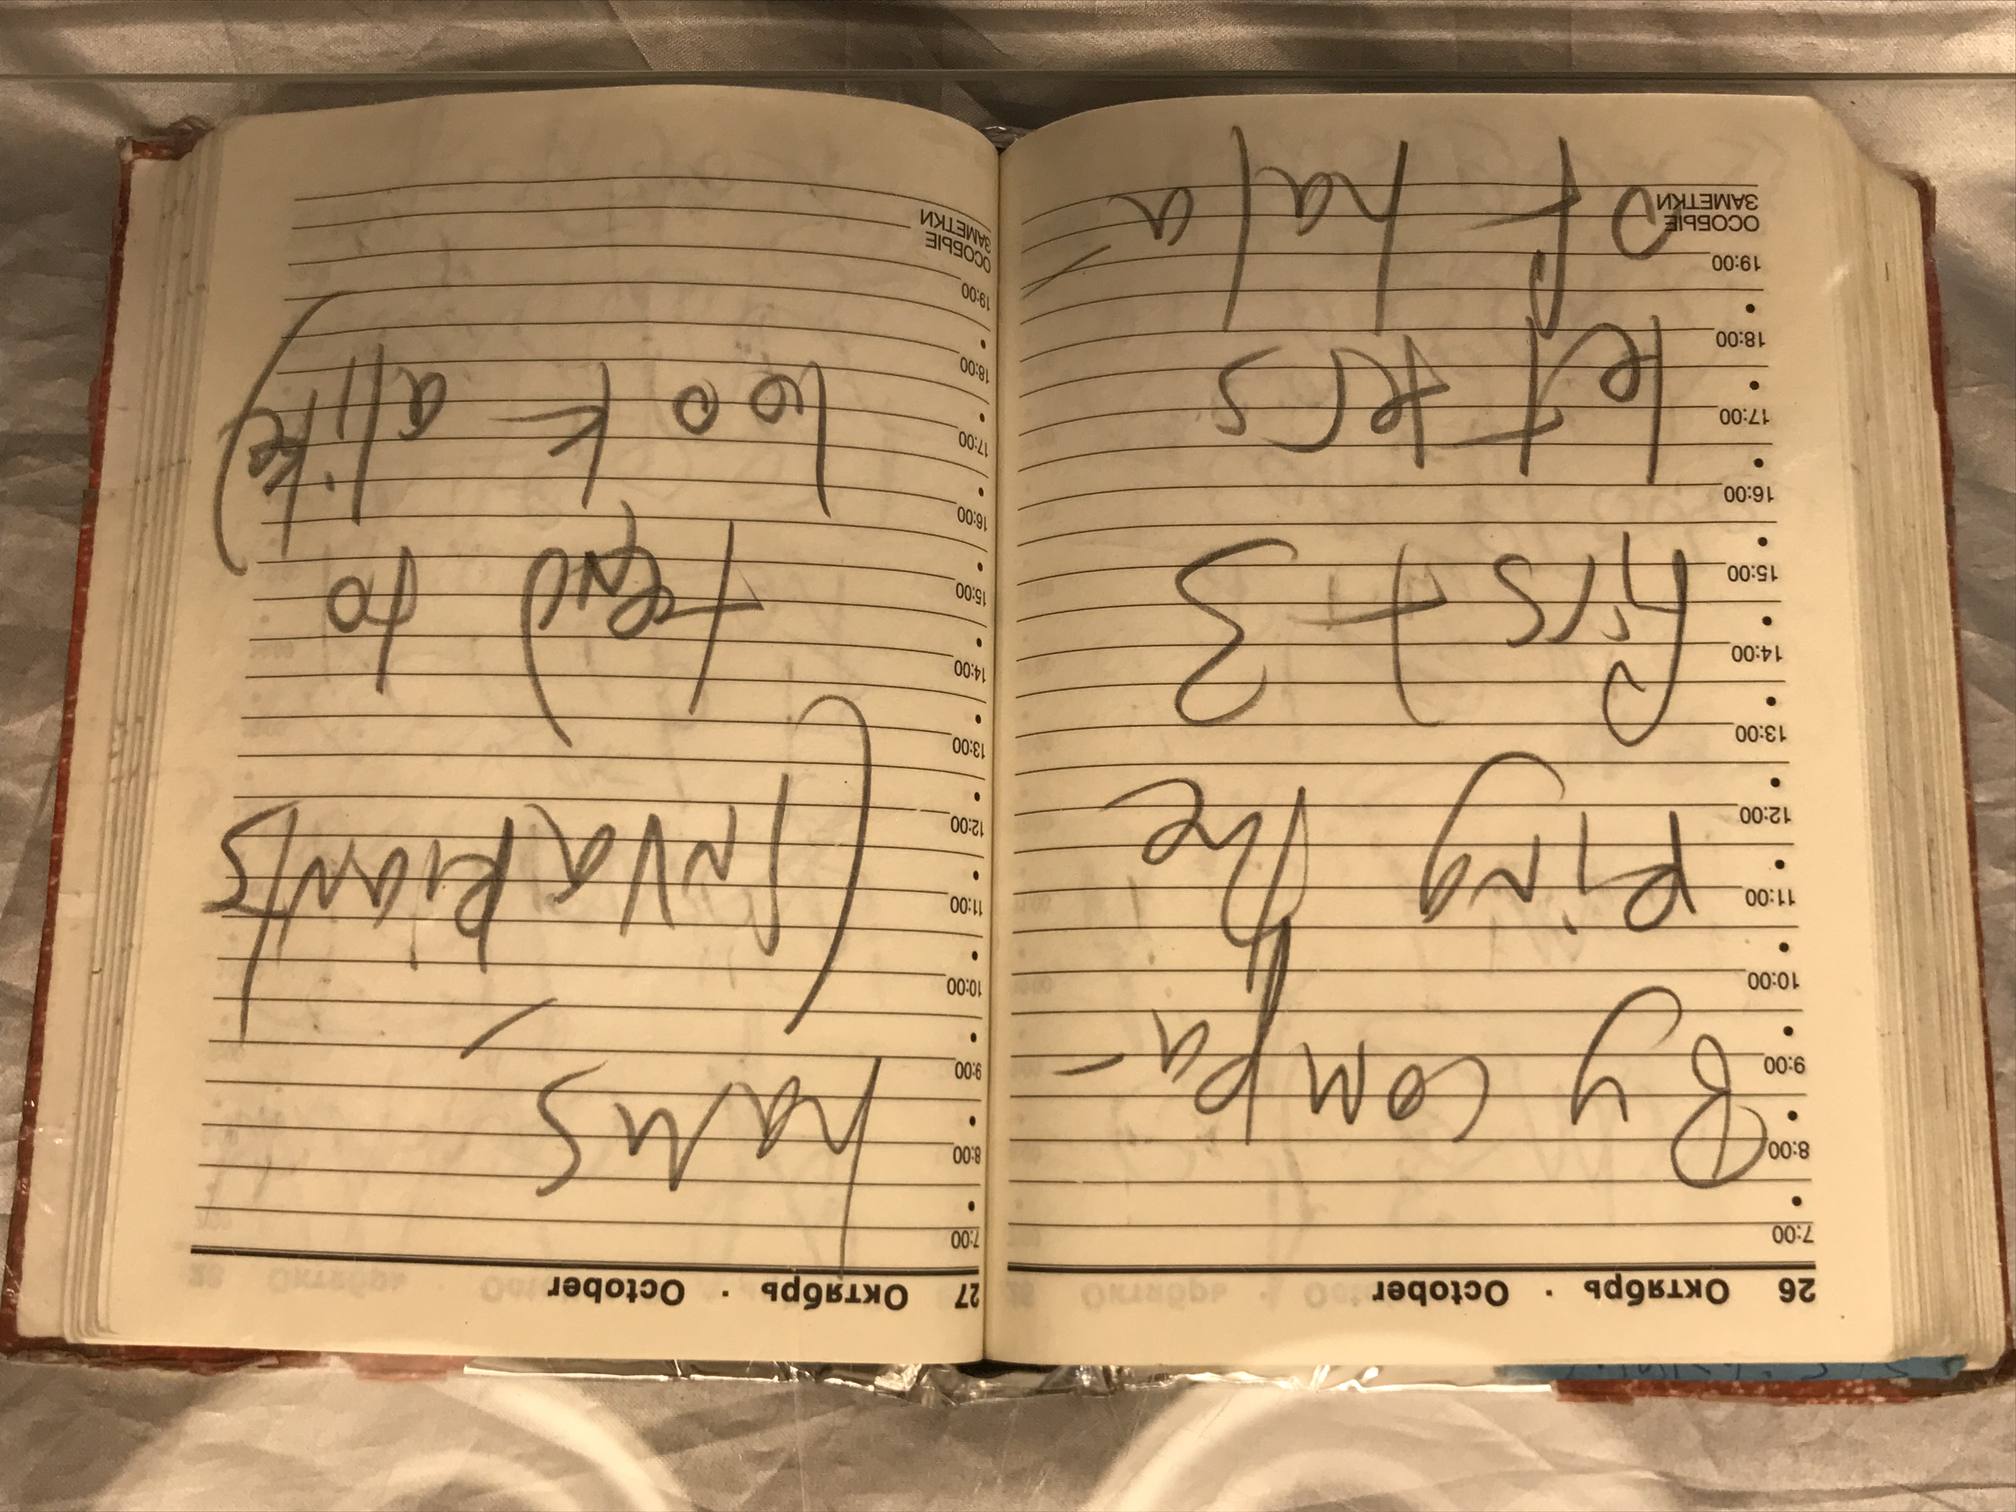 26 Октябрь · October
7:00
8:00
By compa-
9:00
10:00
Ring the
11:00
12:00
13:00
first 3
14:00
15:00
16:00
letters
17:00
18:00
19:00
of hala-
ОСОБЫЕ
ЗАМЕТКИ
27 Октябрь · October
7:00
8:00
hams –
9:00
10:00
(invaRianTs
11:00
12:00
13:00
14:00
tend to
15:00
16:00
look alike)
17:00
18:00
19:00
ОСОБЫЕ
ЗАМЕТКИ